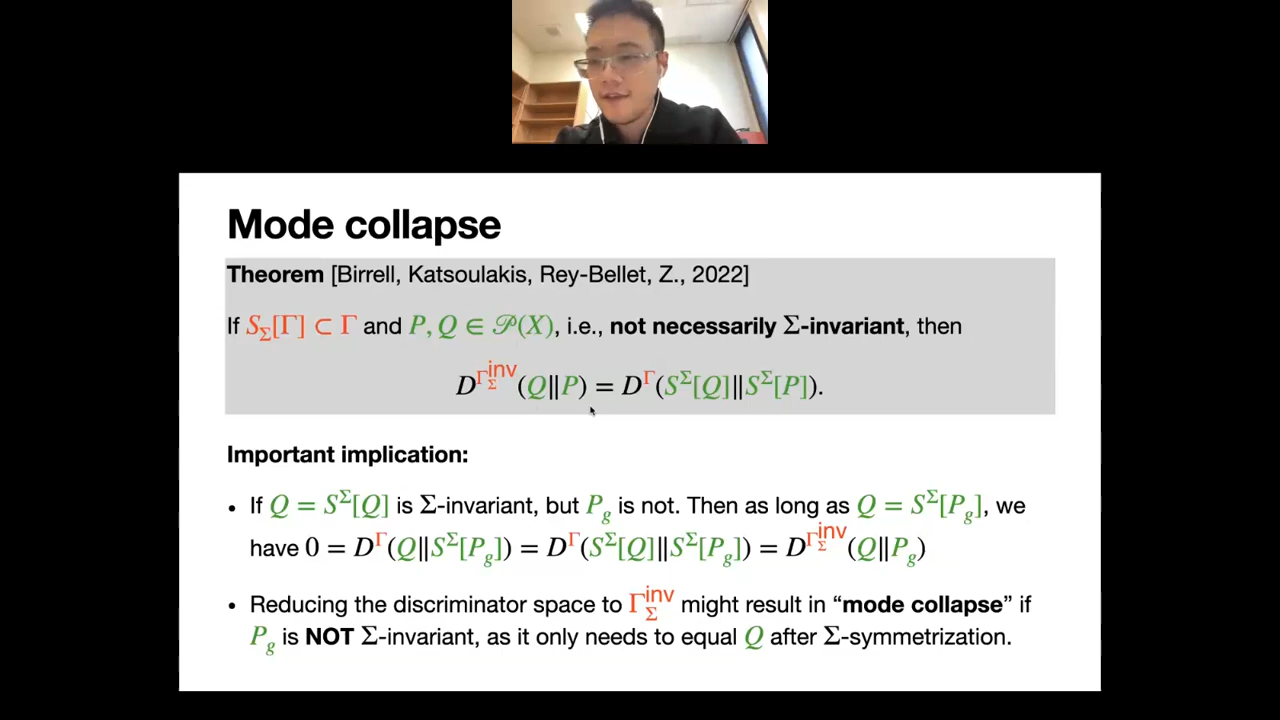 Mode collapse
Theorem [Birrell, Katsoulakis, Rey-Bellet, Z., 2022]
If S_Σ[Γ] ⊂ Γ and P, Q ∈ 𝒫(X), i.e., not necessarily Σ-invariant, then
D^{Γ_Σ^{inv}}(Q∥P) = D^Γ(S^Σ[Q]∥S^Σ[P]).
Important implication:
• If Q = S^Σ[Q] is Σ-invariant, but P_g is not. Then as long as Q = S^Σ[P_g], we
have 0 = D^Γ(Q∥S^Σ[P_g]) = D^Γ(S^Σ[Q]∥S^Σ[P_g]) = D^{Γ_Σ^{inv}}(Q∥P_g)
• Reducing the discriminator space to Γ_Σ^{inv} might result in “mode collapse” if
P_g is NOT Σ-invariant, as it only needs to equal Q after Σ-symmetrization.